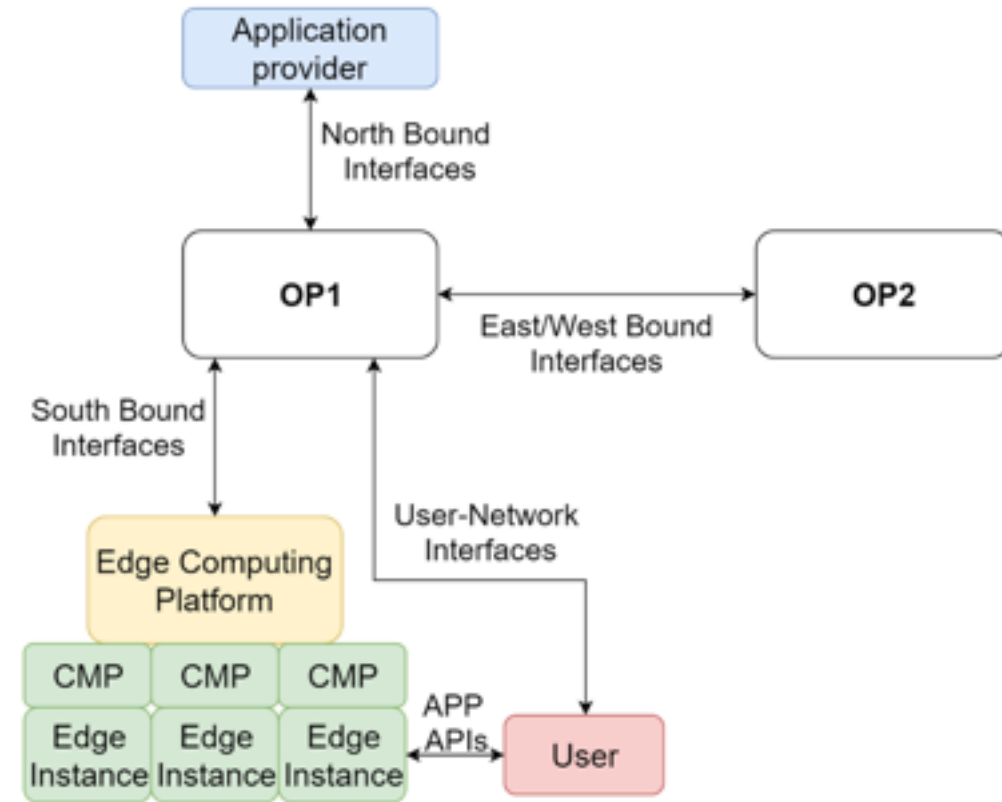 Application
provider
North Bound
Interfaces
OP1
OP2
East/West Bound
Interfaces
South Bound
Interfaces
User-Network
Interfaces
Edge Computing
Platform
CMP
CMP
CMP
APP
APIs
Edge
Instance
Edge
Instance
Edge
Instance
User